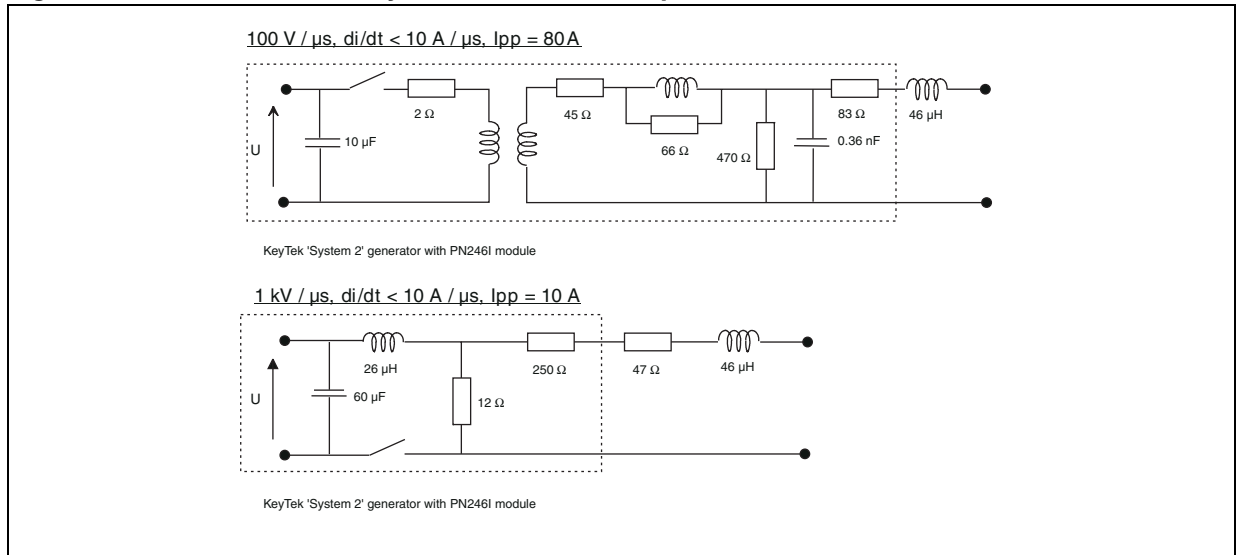 100 V / µs, di/dt < 10 A / µs, Ipp = 80 A
U
10 µF
2 Ω
45 Ω
66 Ω
470 Ω
83 Ω
0.36 nF
46 µH
KeyTek 'System 2' generator with PN246I module
1 kV / µs, di/dt < 10 A / µs, Ipp = 10 A
U
60 µF
26 µH
12 Ω
250 Ω
47 Ω
46 µH
KeyTek 'System 2' generator with PN246I module